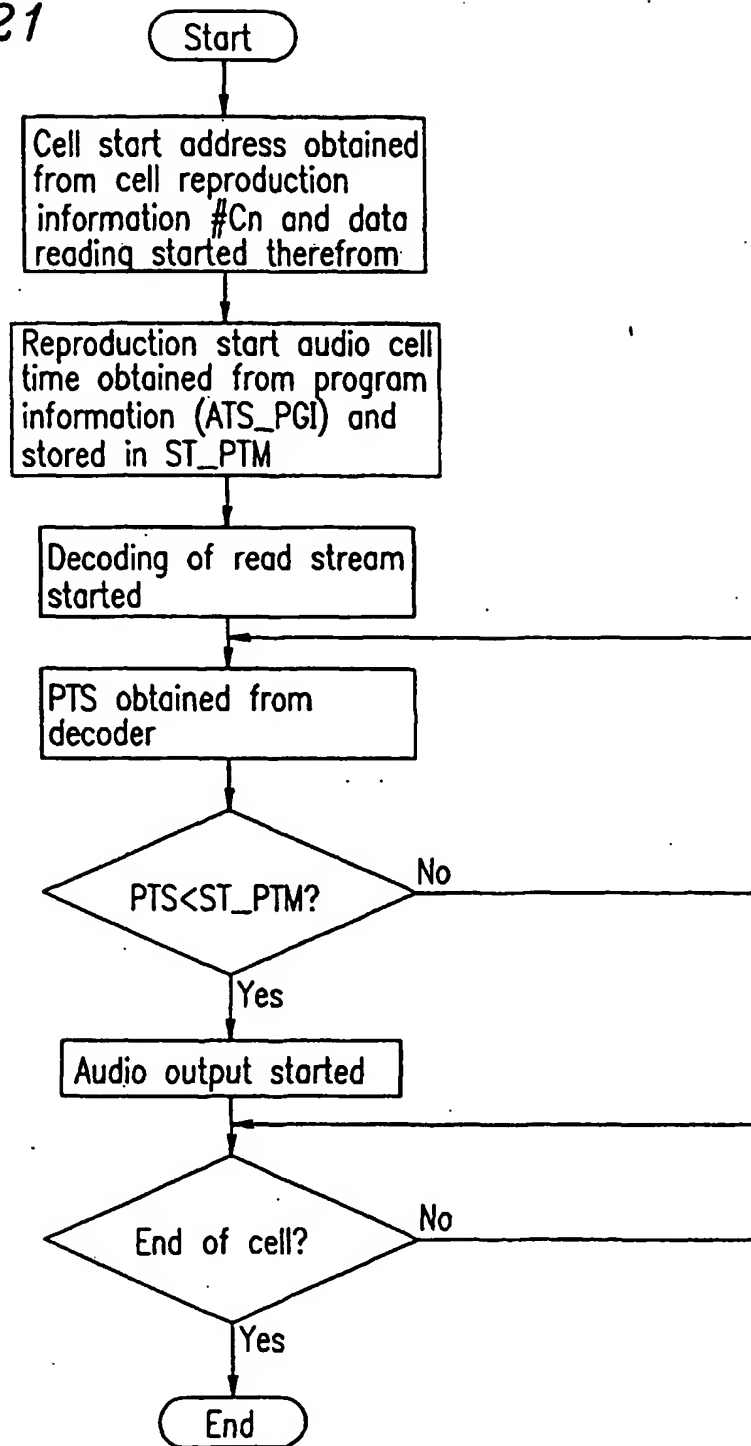 21
Start
Cell start address obtained
from cell reproduction
information #Cn and data
reading started therefrom
Reproduction start audio cell
time obtained from program
information (ATS_PGI) and
stored in ST_PTM
Decoding of read stream
started
PTS obtained from
decoder
PTS<ST_PTM?
No
Yes
Audio output started
End of cell?
No
Yes
End